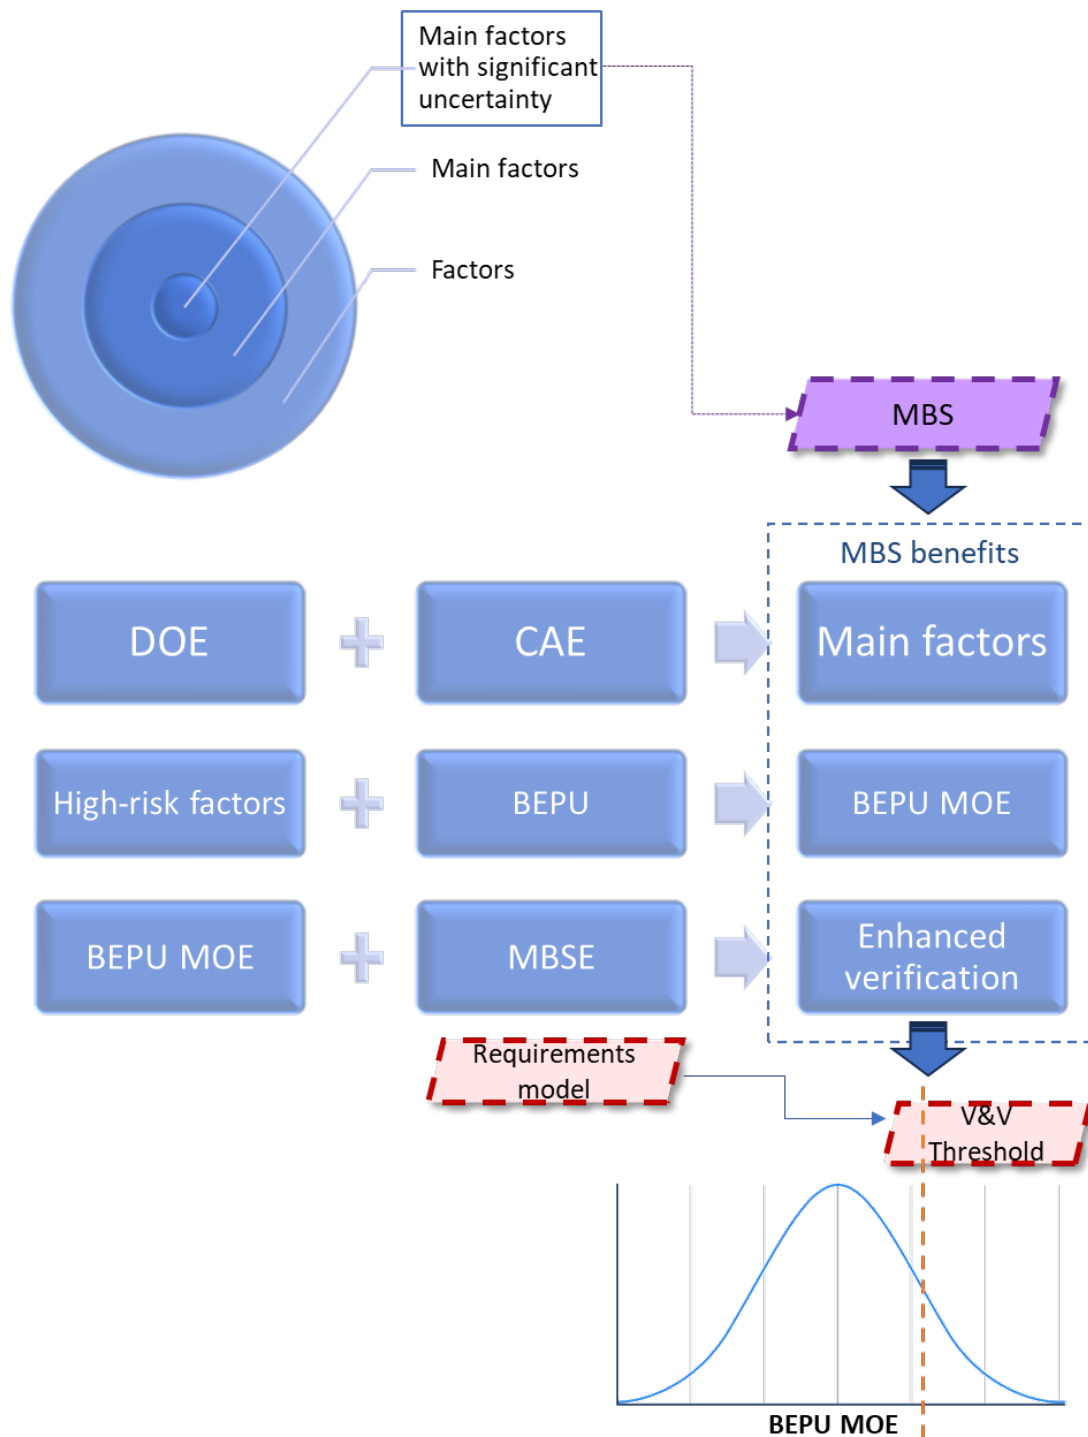 Main factors
with significant
uncertainty
Main factors
Factors
MBS
MBS benefits
DOE
CAE
Main factors
High-risk factors
BEPU
BEPU MOE
BEPU MOE
MBSE
Enhanced
verification
Requirements
model
V&V
Threshold
BEPU MOE